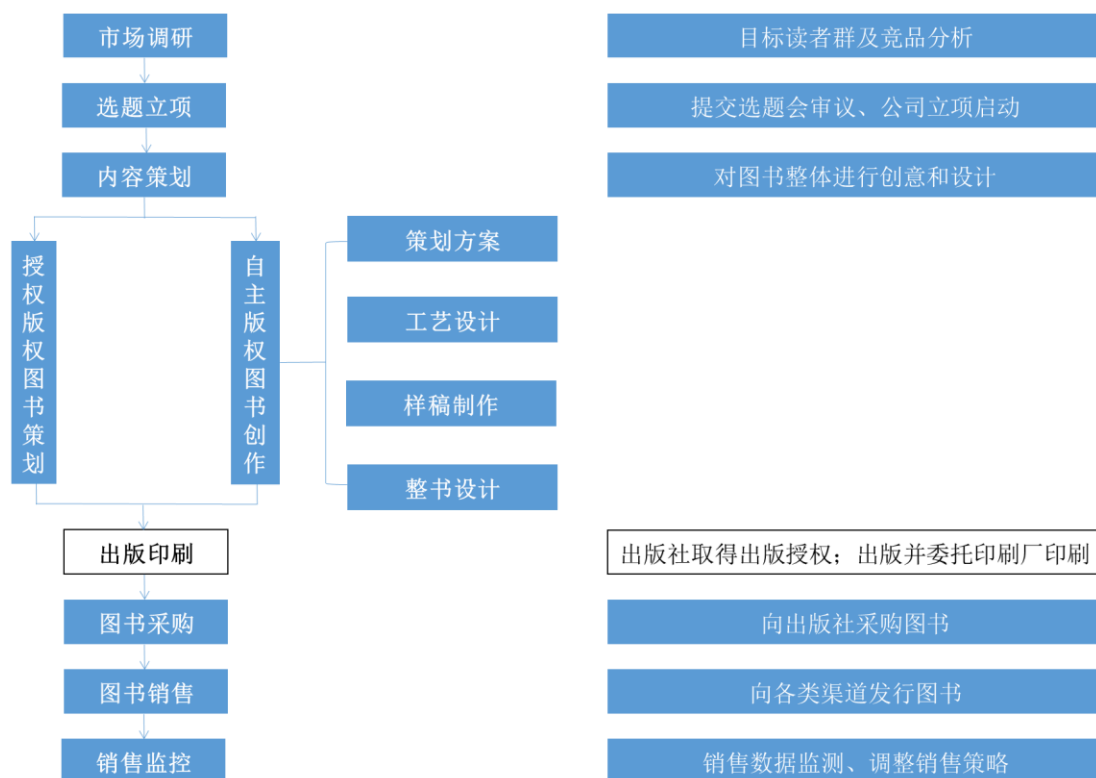 市场调研
目标读者群及竞品分析
选题立项
提交选题会审议、公司立项启动
内容策划
对图书整体进行创意和设计
授权版权图书策划
自主版权图书创作
策划方案
工艺设计
样稿制作
整书设计
出版印刷
出版社取得出版授权；出版并委托印刷厂印刷
图书采购
向出版社采购图书
图书销售
向各类渠道发行图书
销售监控
销售数据监测、调整销售策略